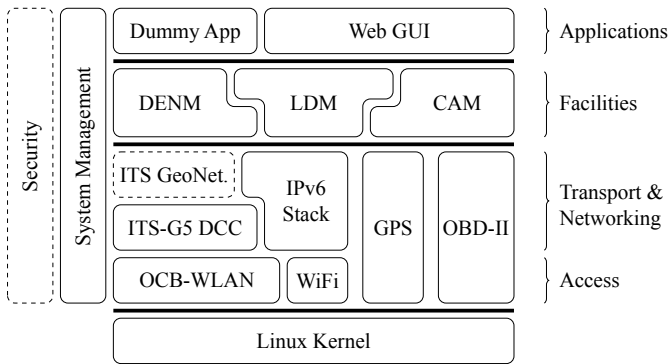 Security
System Management
Dummy App
Web GUI
Applications
DENM
LDM
CAM
Facilities
ITS GeoNet.
ITS-G5 DCC
IPv6
Stack
GPS
OBD-II
Transport &
Networking
OCB-WLAN
WiFi
Access
Linux Kernel